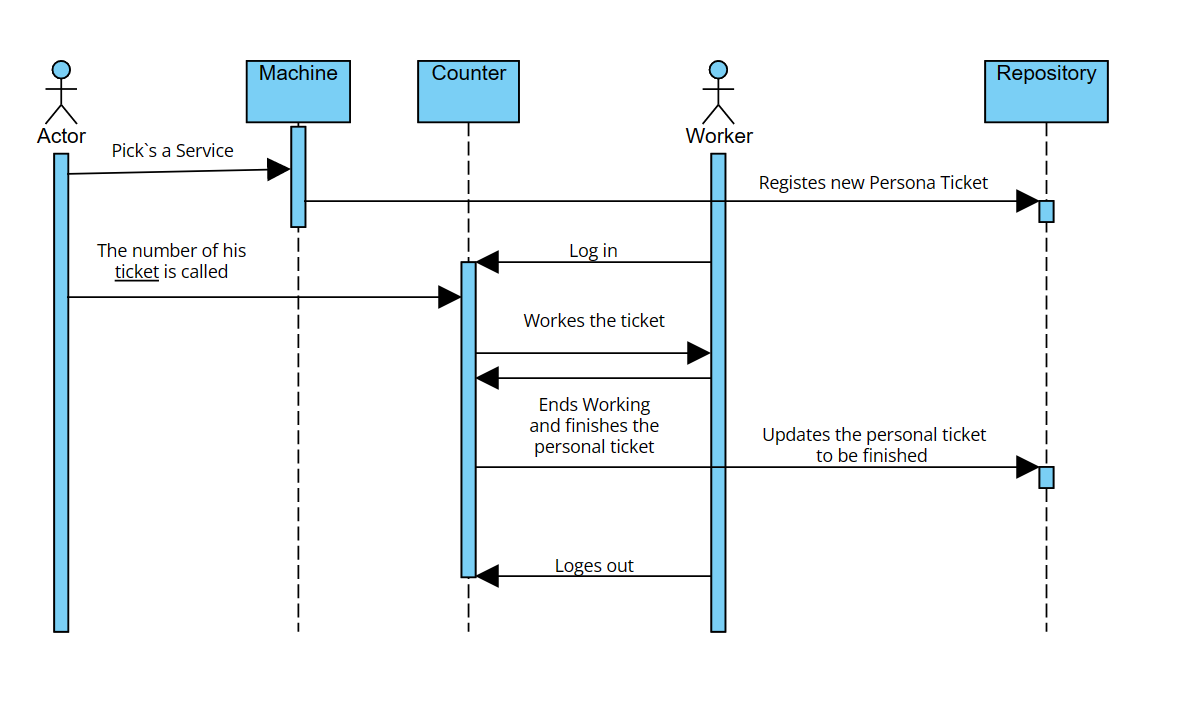 Machine
Counter
Repository
Actor
Worker
Pick`s a Service
Registes new Persona Ticket
The number of his
ticket is called
Log in
Workes the ticket
Ends Working
and finishes the
personal ticket
Updates the personal ticket
to be finished
Loges out